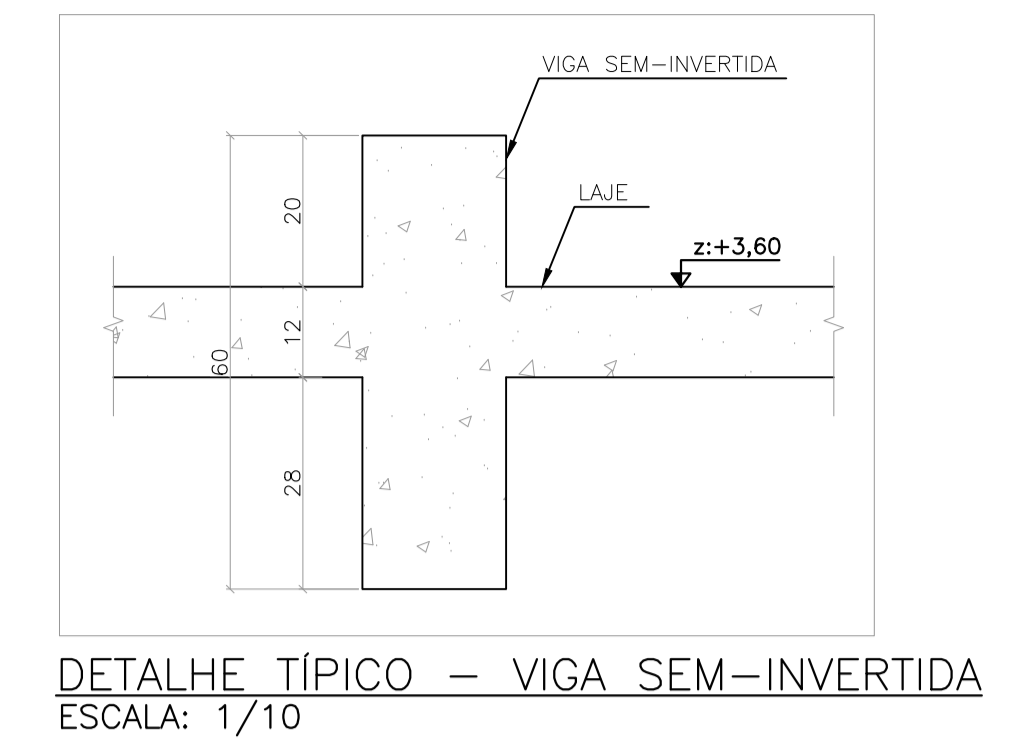 VIGA SEM-INVERTIDA
LAJE
z:+3,60
20
12
60
28
DETALHE TÍPICO - VIGA SEM-INVERTIDA
ESCALA: 1/10